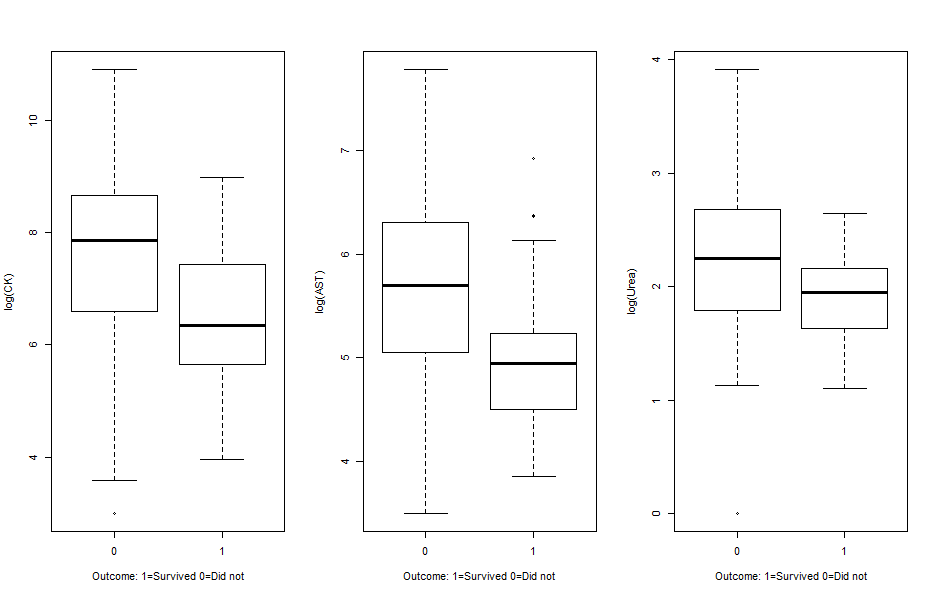 log(CK)
10
8
6
4
0 1
Outcome: 1=Survived 0=Did not
log(AST)
7
6
5
4
0 1
Outcome: 1=Survived 0=Did not
log(Urea)
4
3
2
1
0
0 1
Outcome: 1=Survived 0=Did not